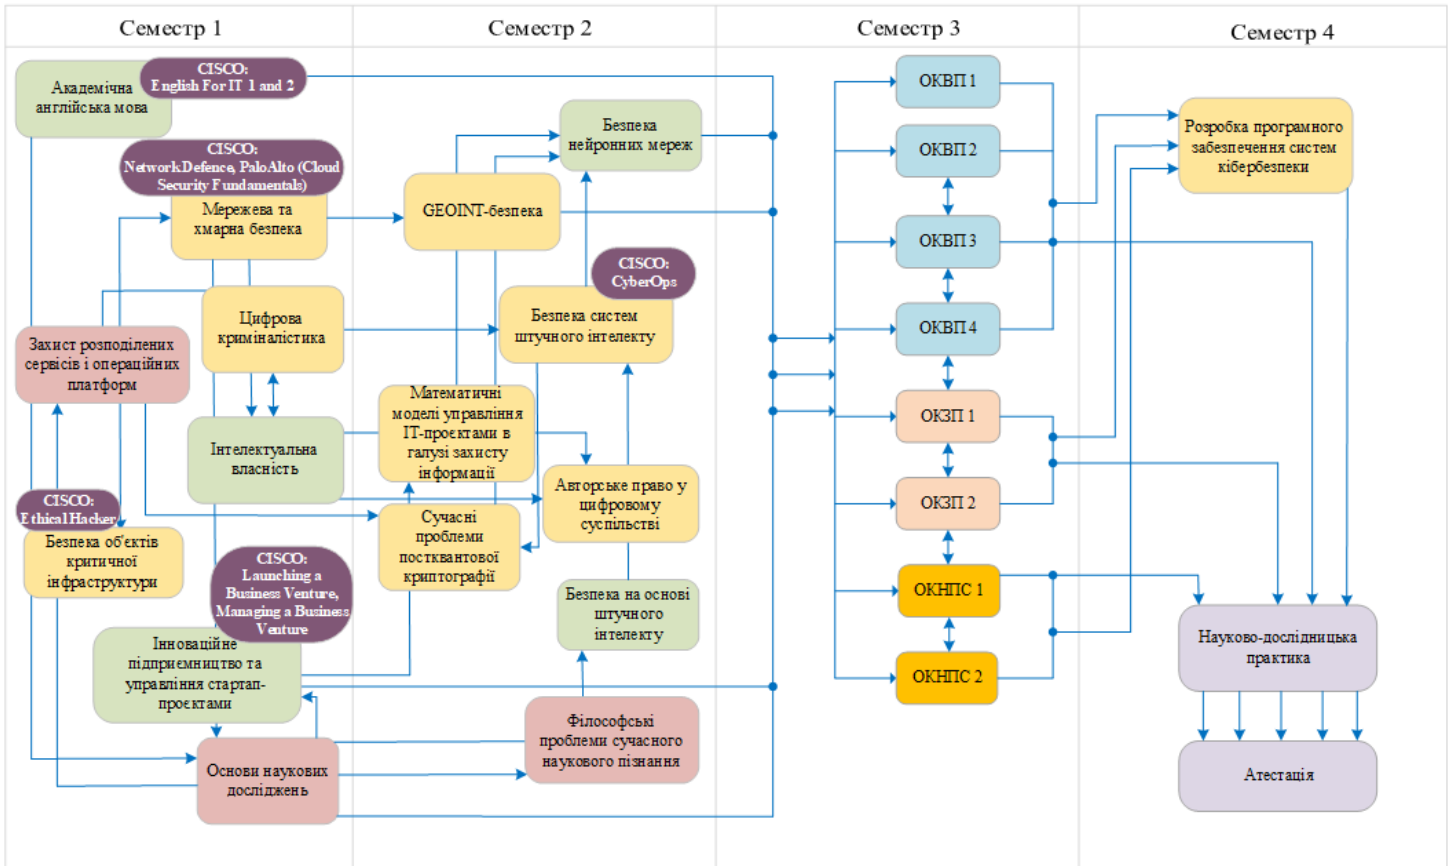 Семестр 1
Семестр 2
Семестр 3
Семестр 4
Академічна
англійська мова
CISCO:
English For IT 1 and 2
CISCO:
Network Defence, PaloAlto (Cloud
Security Fundamentals)
Мережева та
хмарна безпека
Цифрова
криміналістика
Захист розподілених
сервісів і операційних
платформ
Інтелектуальна
власність
CISCO:
Ethical Hacker
Безпека об'єктів
критичної
інфраструктури
CISCO:
Launching a
Business Venture,
Managing a Business
Venture
Інноваційне
підприємництво та
управління стартап-
проєктами
Основи наукових
досліджень
Безпека
нейронних мереж
GEOINT-безпека
CISCO:
CyberOps
Безпека систем
штучного інтелекту
Математичні
моделі управління
ІТ-проєктами в
галузі захисту
інформації
Авторське право у
цифровому
суспільстві
Сучасні
проблеми
постквантової
криптографії
Безпека на основі
штучного
інтелекту
Філософські
проблеми сучасного
наукового пізнання
ОКВП 1
ОКВП 2
ОКВП 3
ОКВП 4
ОКЗП 1
ОКЗП 2
ОКНПС 1
ОКНПС 2
Розробка програмного
забезпечення систем
кібербезпеки
Науково-дослідницька
практика
Атестація